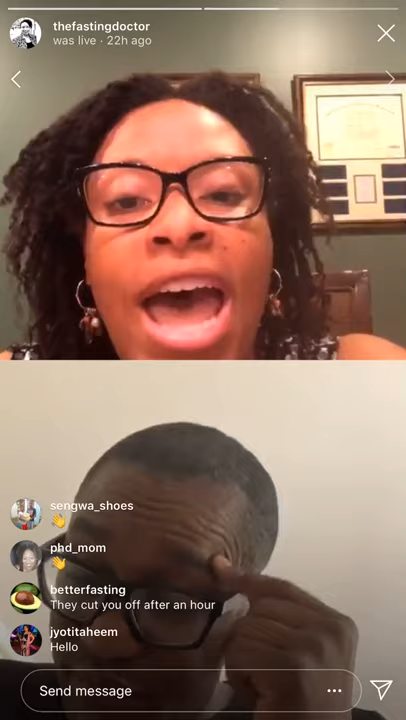 thefastingdoctor
was live · 22h ago
sengwa_shoes
👋
phd_mom
👋
betterfasting
They cut you off after an hour
jyotitaheem
Hello
Send message